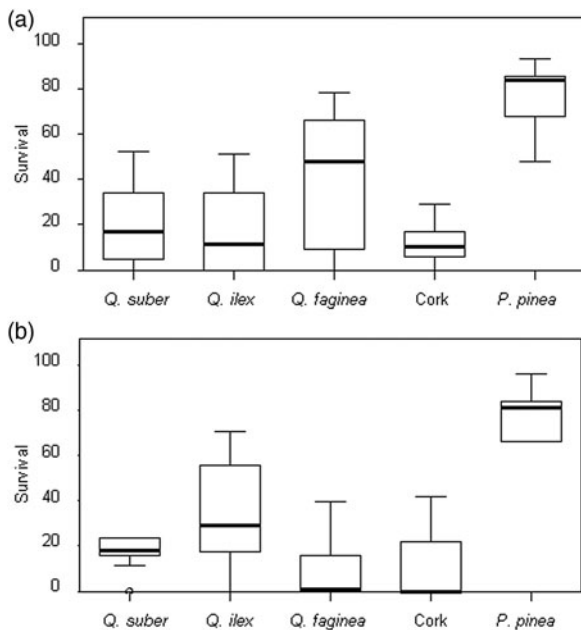 (a)
100
80
60
40
20
0
Survival
Q. suber Q. ilex Q. faginea Cork P. pinea
(b)
100
80
60
40
20
0
Survival
Q. suber Q. ilex Q. faginea Cork P. pinea